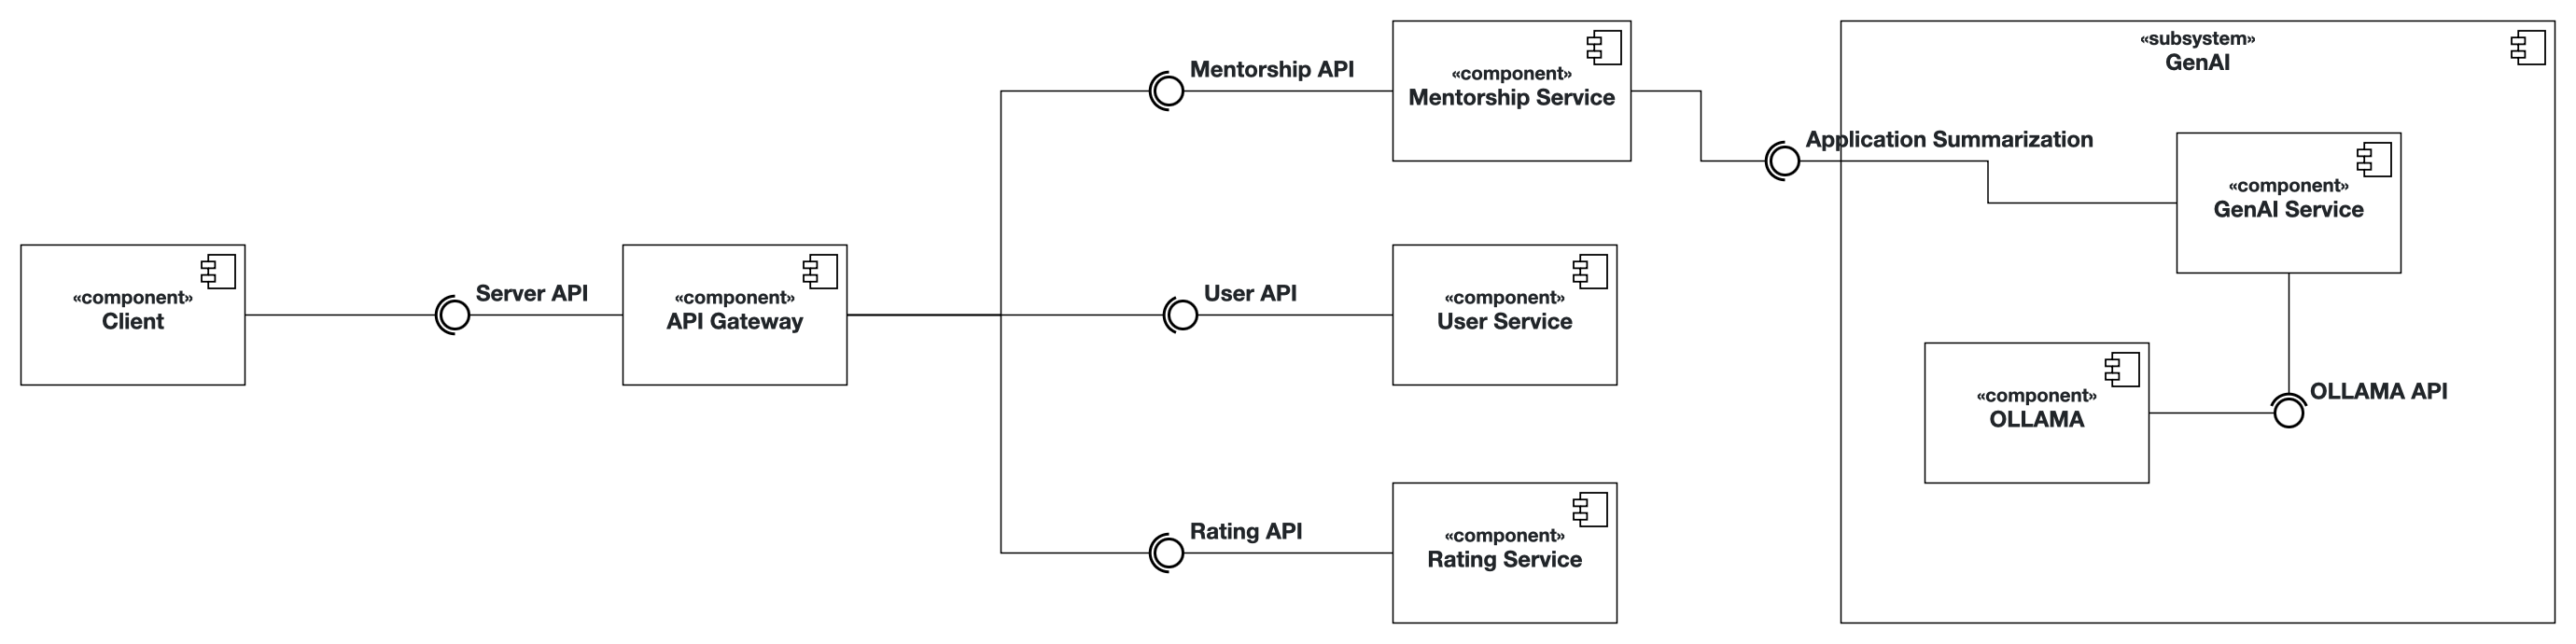 «component»
Client
Server API
«component»
API Gateway
Mentorship API
«component»
Mentorship Service
User API
«component»
User Service
Rating API
«component»
Rating Service
«subsystem»
GenAI
Application Summarization
«component»
GenAI Service
«component»
OLLAMA
OLLAMA API